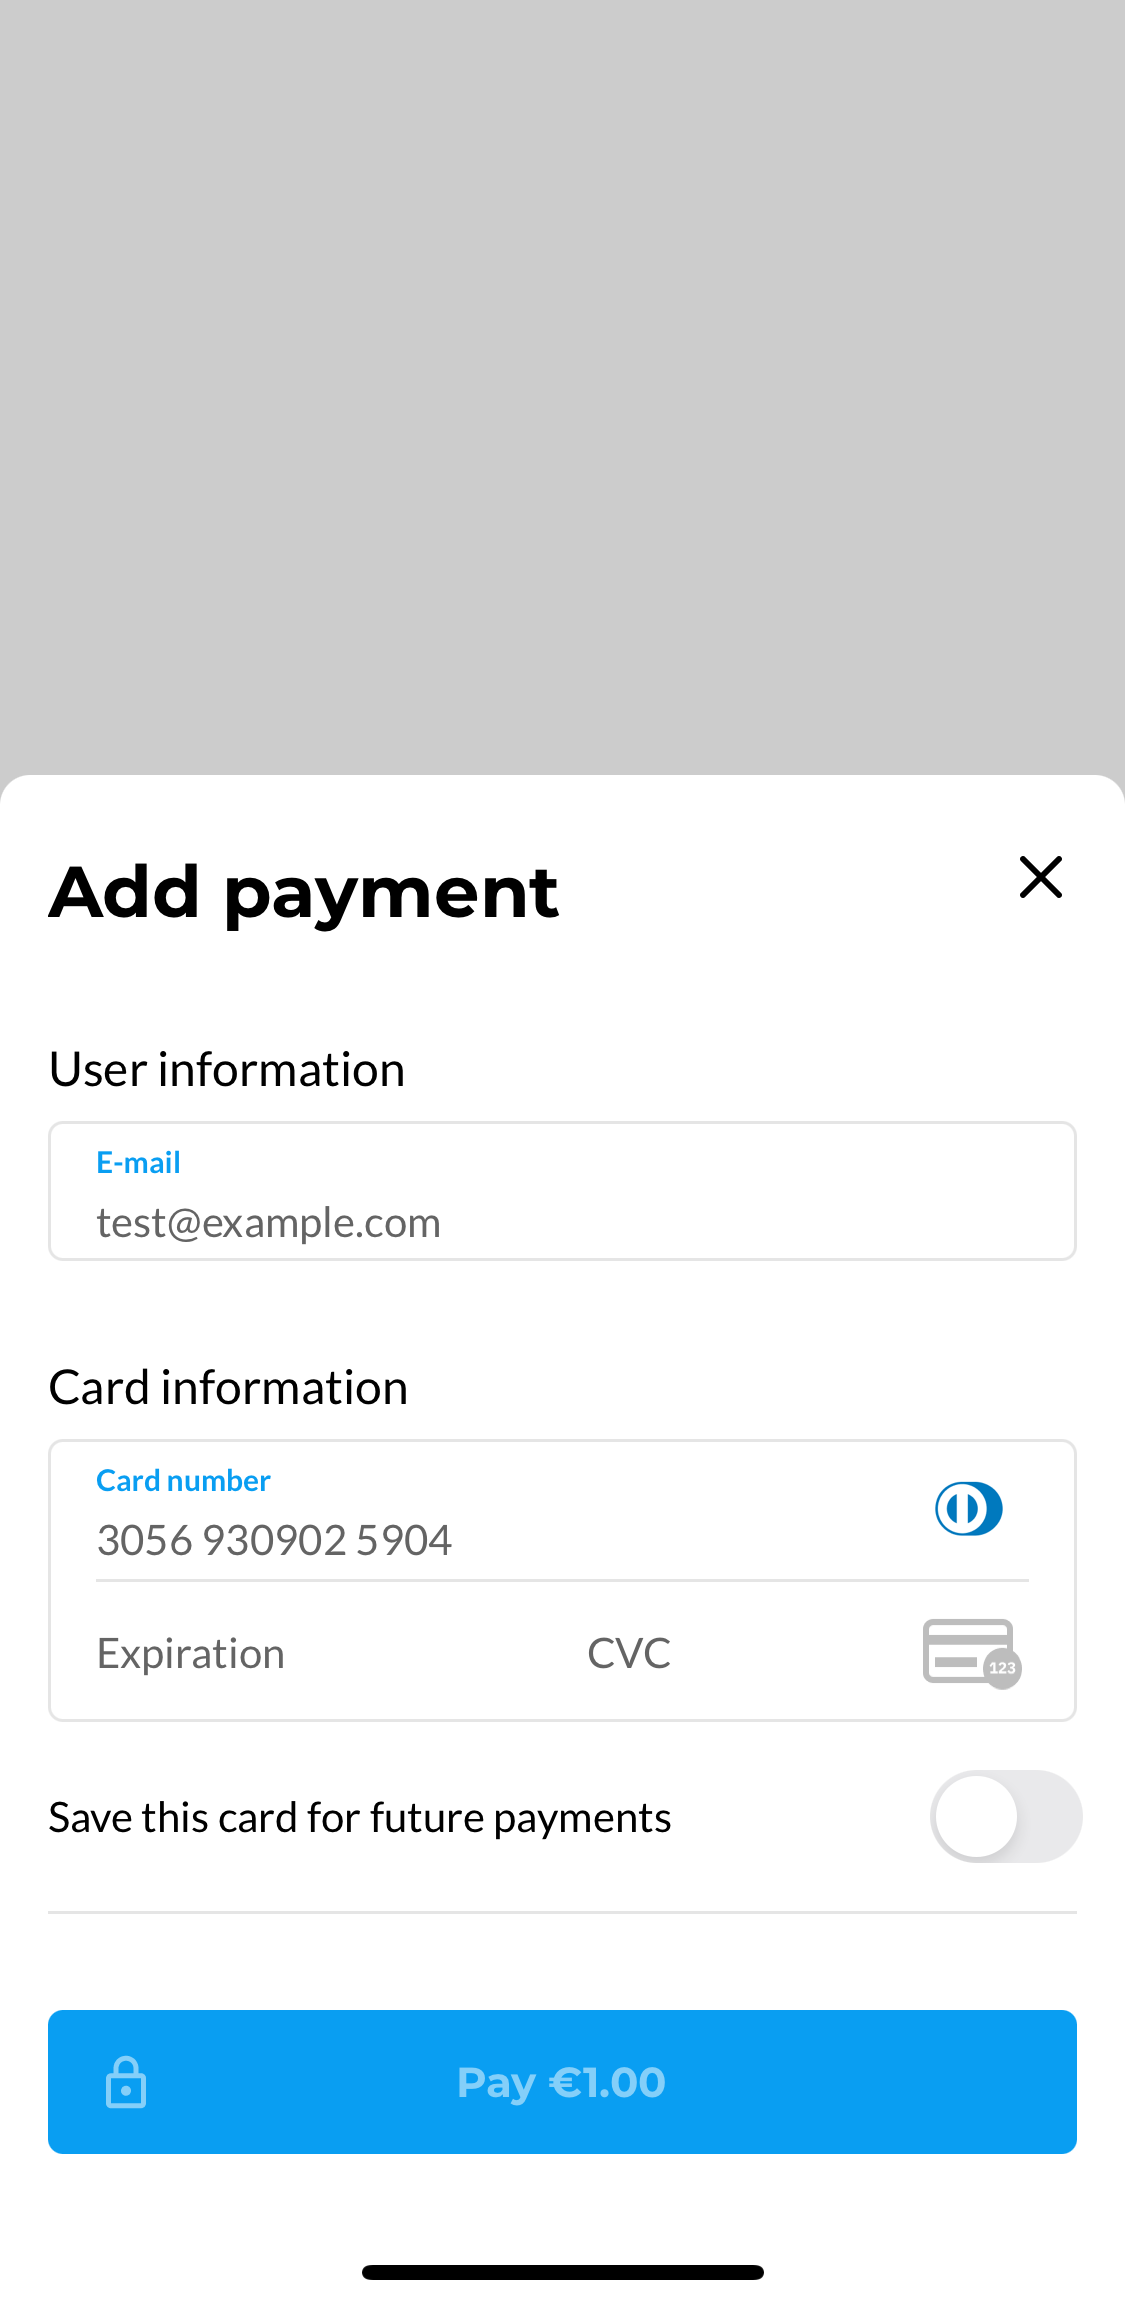 Add payment
User information
E-mail
test@example.com
Card information
Card number
3056 930902 5904
Expiration CVC
123
Save this card for future payments
Pay €1.00